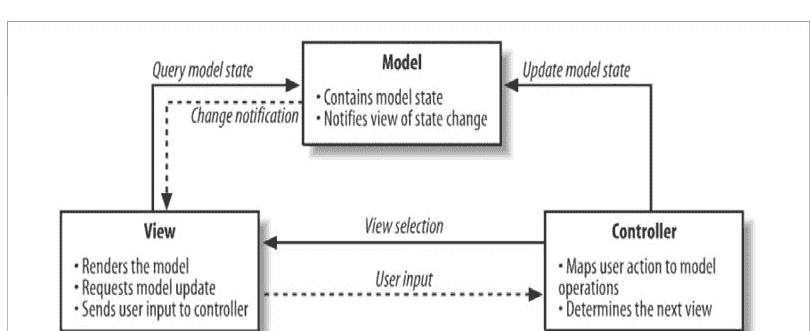 Model
Query model state
Update model state
• Contains model state
• Notifies view of state change
Change notification
View
View selection
Controller
• Renders the model
• Requests model update
• Sends user input to controller
User input
• Maps user action to model
operations
• Determines the next view